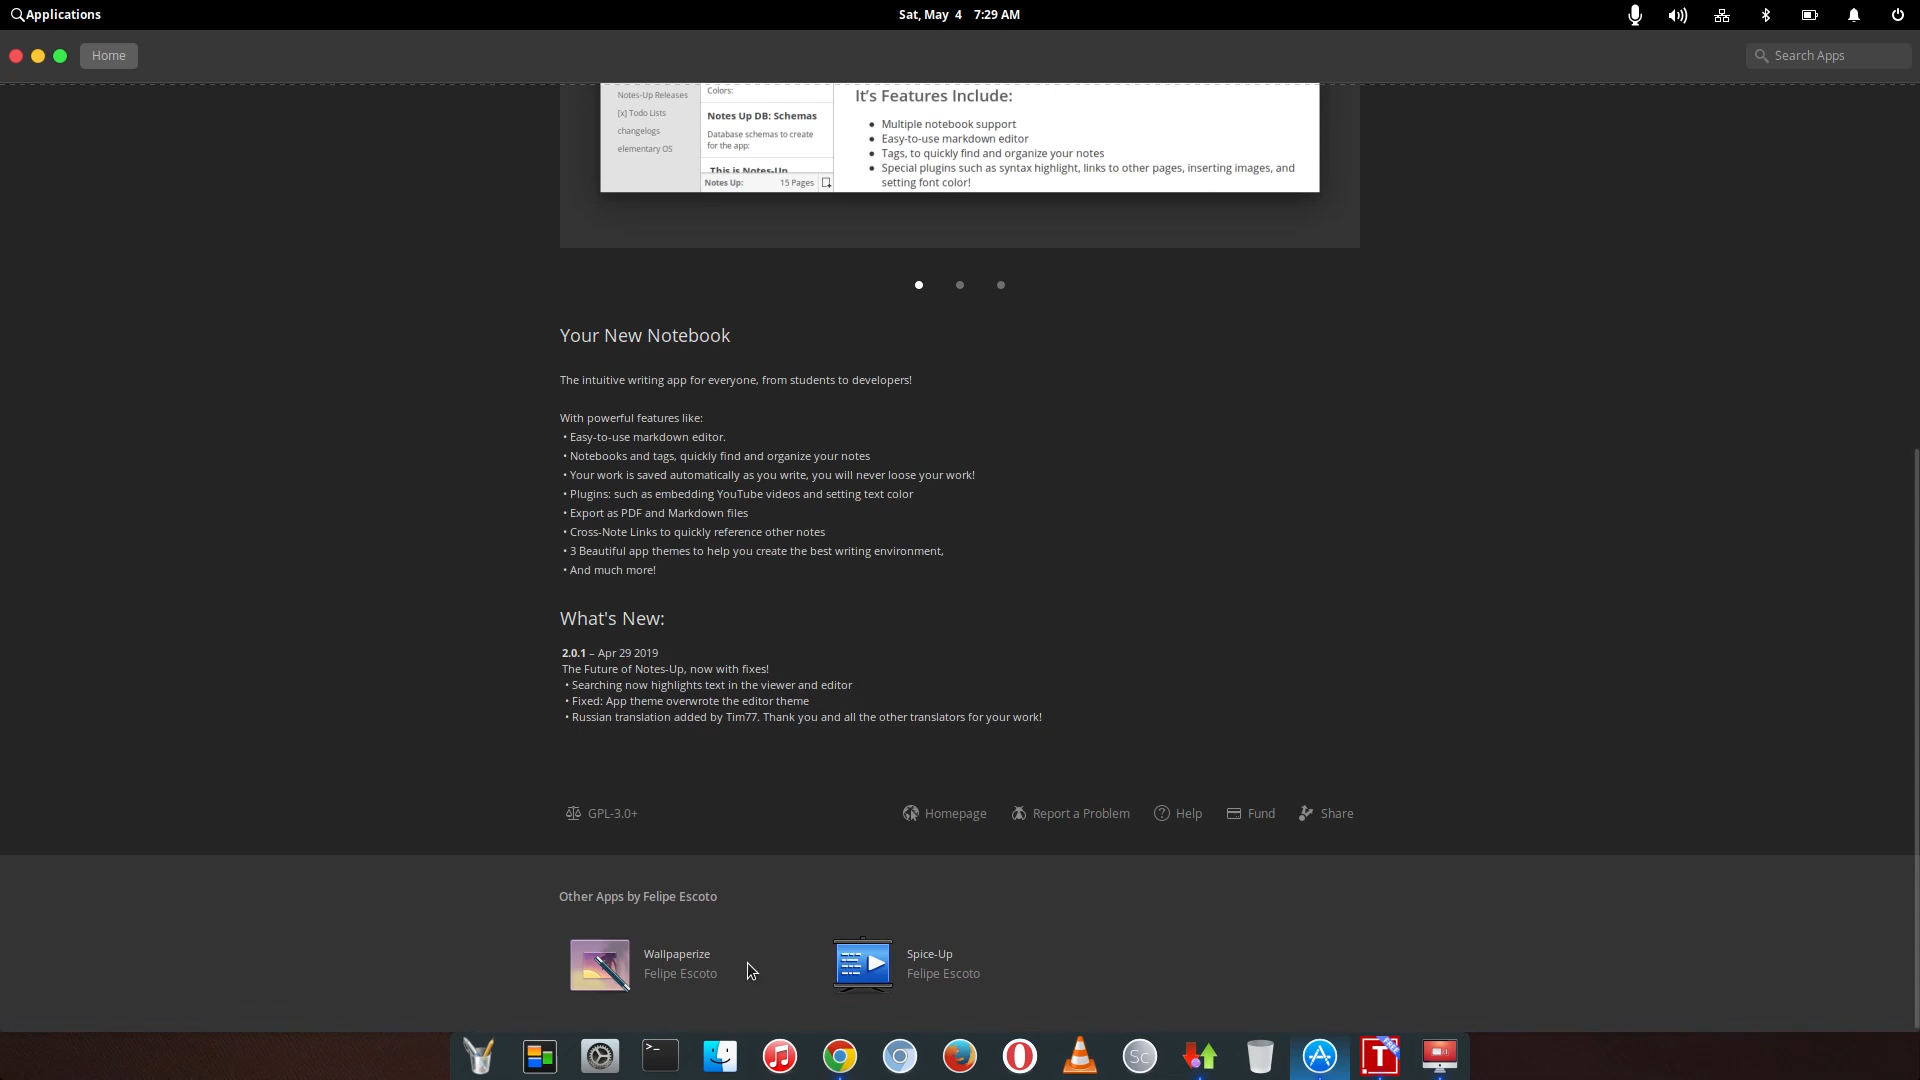 Applications
Sat, May 4 7:29 AM
Home
Search Apps
Notes-Up Releases
[x] Todo Lists
changelogs
elementary OS
Colors:
Notes Up DB: Schemas
Database schemas to create
for the app:
This is Notes-Up
Notes Up:
15 Pages
It's Features Include:
• Multiple notebook support
• Easy-to-use markdown editor
• Tags, to quickly find and organize your notes
• Special plugins such as syntax highlight, links to other pages, inserting images, and
setting font color!
Your New Notebook
The intuitive writing app for everyone, from students to developers!
With powerful features like:
• Easy-to-use markdown editor.
• Notebooks and tags, quickly find and organize your notes
• Your work is saved automatically as you write, you will never loose your work!
• Plugins: such as embedding YouTube videos and setting text color
• Export as PDF and Markdown files
• Cross-Note Links to quickly reference other notes
• 3 Beautiful app themes to help you create the best writing environment,
• And much more!
What's New:
2.0.1 – Apr 29 2019
The Future of Notes-Up, now with fixes!
• Searching now highlights text in the viewer and editor
• Fixed: App theme overwrote the editor theme
• Russian translation added by Tim77. Thank you and all the other translators for your work!
GPL-3.0+
Homepage
Report a Problem
Help
Fund
Share
Other Apps by Felipe Escoto
Wallpaperize
Felipe Escoto
Spice-Up
Felipe Escoto
Sc
T
FREE